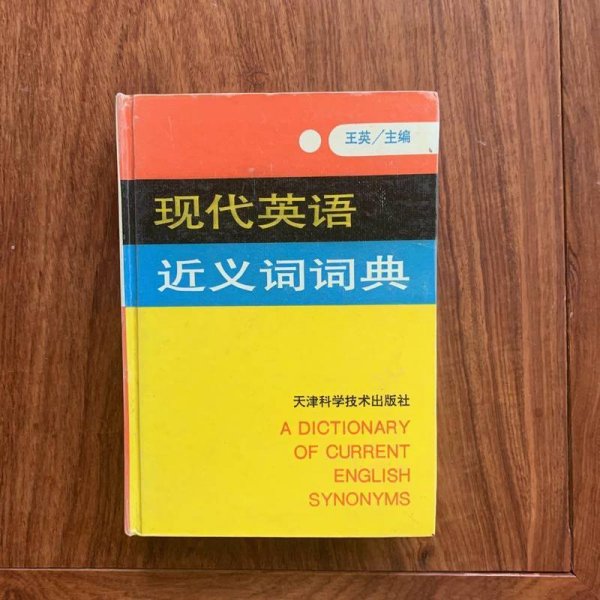 王英/主编
现代英语
近义词词典
天津科学技术出版社
A DICTIONARY
OF CURRENT
ENGLISH
SYNONYMS